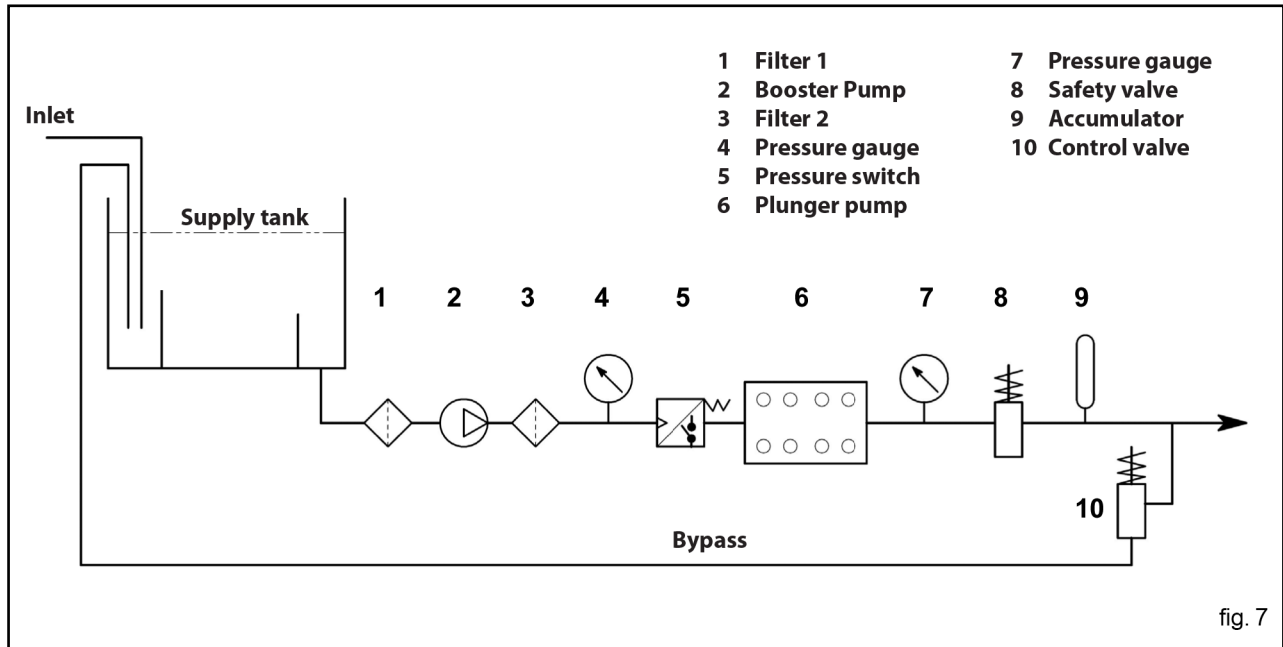 1 Filter 1
2 Booster Pump
3 Filter 2
4 Pressure gauge
5 Pressure switch
6 Plunger pump
7 Pressure gauge
8 Safety valve
9 Accumulator
10 Control valve
Inlet
Supply tank
1 2 3 4 5 6 7 8 9
10
Bypass
fig. 7